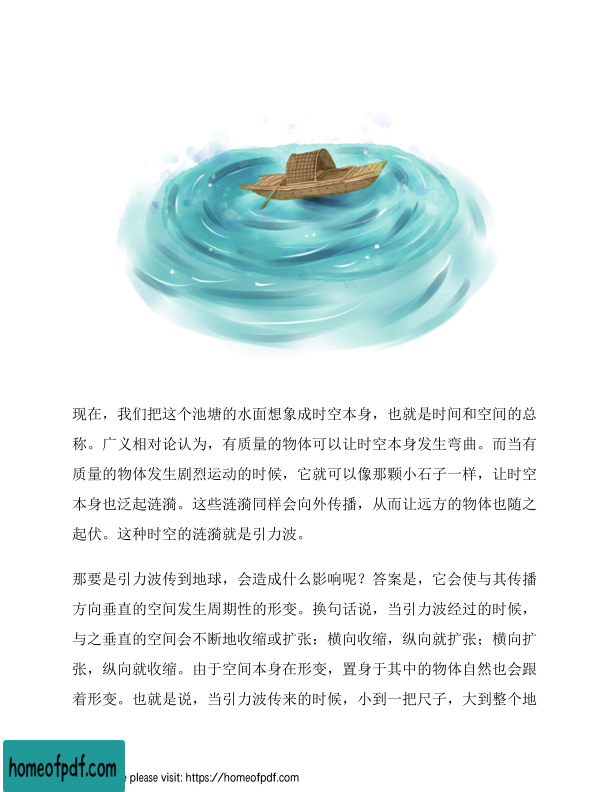 现在，我们把这个池塘的水面想象成时空本身，也就是时间和空间的总
称。广义相对论认为，有质量的物体可以让时空本身发生弯曲。而当有
质量的物体发生剧烈运动的时候，它就可以像那颗小石子一样，让时空
本身也泛起涟漪。这些涟漪同样会向外传播，从而让远方的物体也随之
起伏。这种时空的涟漪就是引力波。
那要是引力波传到地球，会造成什么影响呢？答案是，它会使与其传播
方向垂直的空间发生周期性的形变。换句话说，当引力波经过的时候，
与之垂直的空间会不断地收缩或扩张：横向收缩，纵向就扩张；横向扩
张，纵向就收缩。由于空间本身在形变，置身于其中的物体自然也会跟
着形变。也就是说，当引力波传来的时候，小到一把尺子，大到整个地
homeofpdf.com
e please visit: https://homeofpdf.com